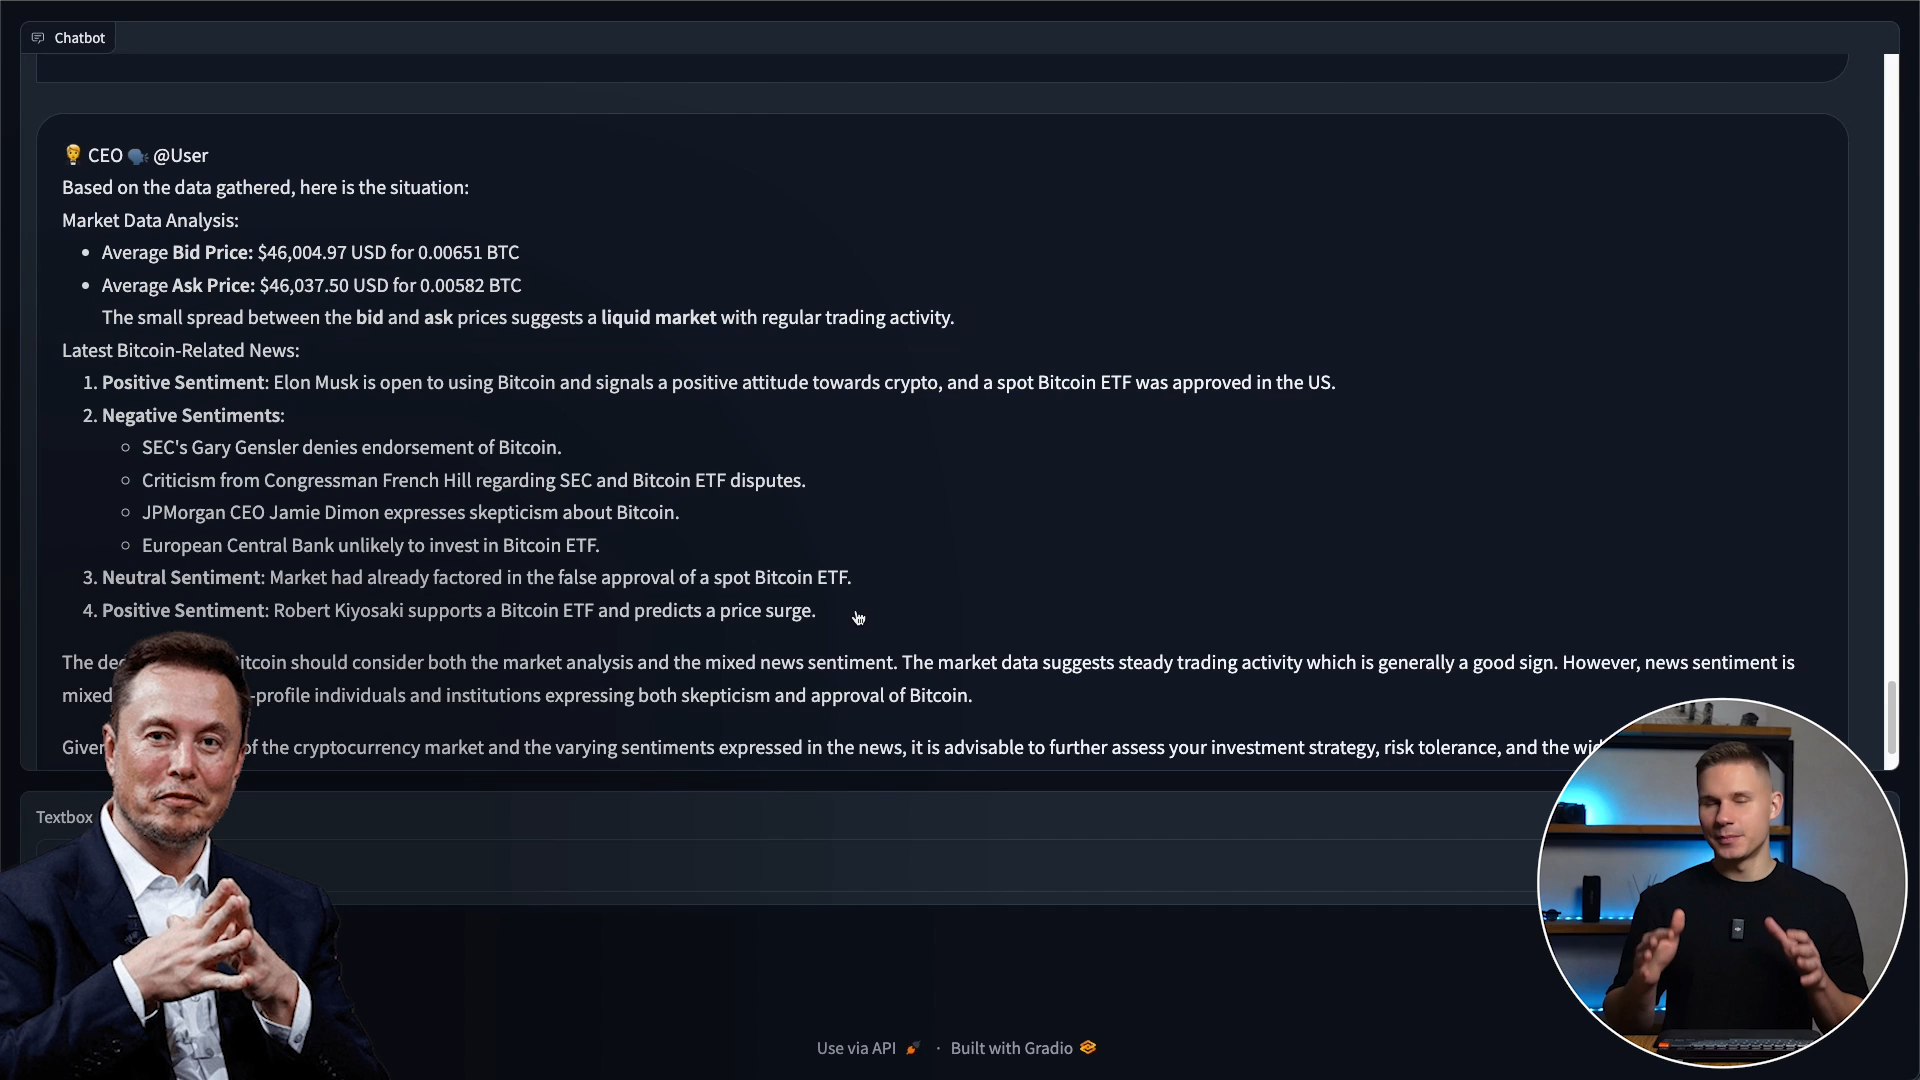 Chatbot
CEO @User
Based on the data gathered, here is the situation:
Market Data Analysis:
• Average Bid Price: $46,004.97 USD for 0.00651 BTC
• Average Ask Price: $46,037.50 USD for 0.00582 BTC
The small spread between the bid and ask prices suggests a liquid market with regular trading activity.
Latest Bitcoin-Related News:
1. Positive Sentiment: Elon Musk is open to using Bitcoin and signals a positive attitude towards crypto, and a spot Bitcoin ETF was approved in the US.
2. Negative Sentiments:
○ SEC's Gary Gensler denies endorsement of Bitcoin.
○ Criticism from Congressman French Hill regarding SEC and Bitcoin ETF disputes.
○ JPMorgan CEO Jamie Dimon expresses skepticism about Bitcoin.
○ European Central Bank unlikely to invest in Bitcoin ETF.
3. Neutral Sentiment: Market had already factored in the false approval of a spot Bitcoin ETF.
4. Positive Sentiment: Robert Kiyosaki supports a Bitcoin ETF and predicts a price surge.
The itcoin should consider both the market analysis and the mixed news sentiment. The market data suggests steady trading activity which is generally a good sign. However, news sentiment is
mixed -profile individuals and institutions expressing both skepticism and approval of Bitcoin.
Given of the cryptocurrency market and the varying sentiments expressed in the news, it is advisable to further assess your investment strategy, risk tolerance, and the
Textbox
Use via API · Built with Gradio